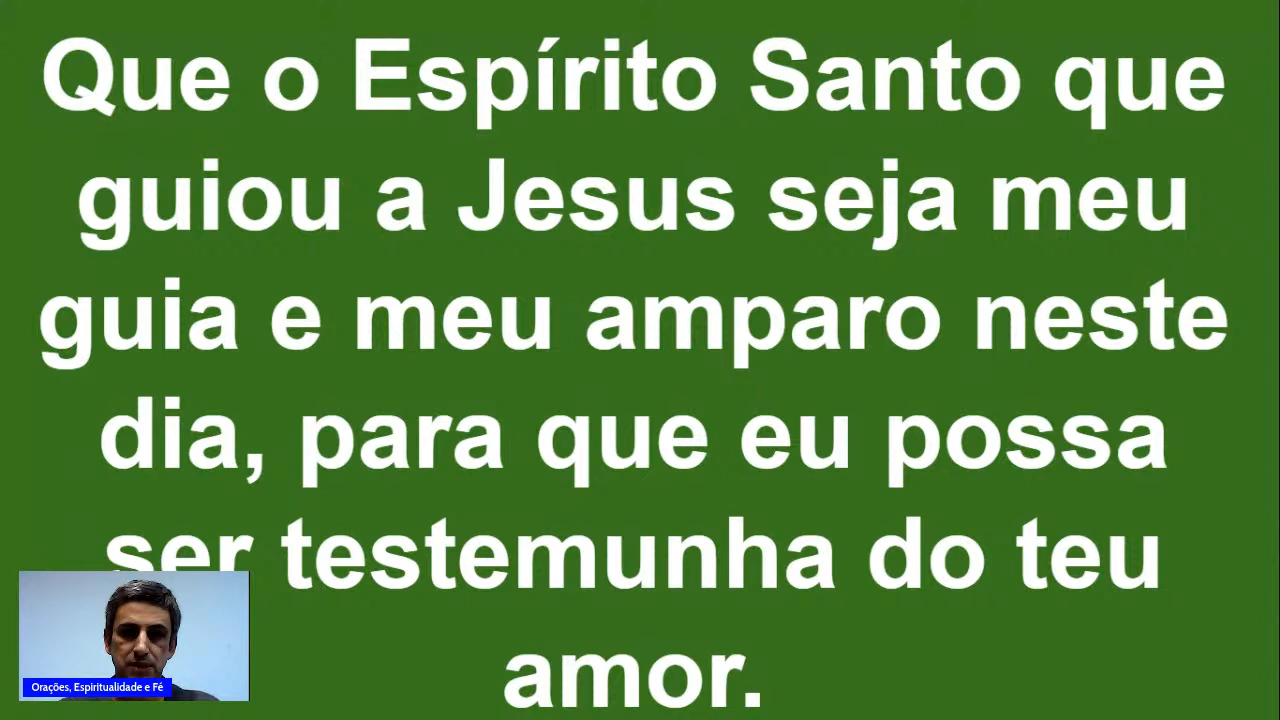 Que o Espírito Santo que
guiou a Jesus seja meu
guia e meu amparo neste
dia, para que eu possa
ser testemunha do teu
amor.
Orações, Espiritualidade e Fé